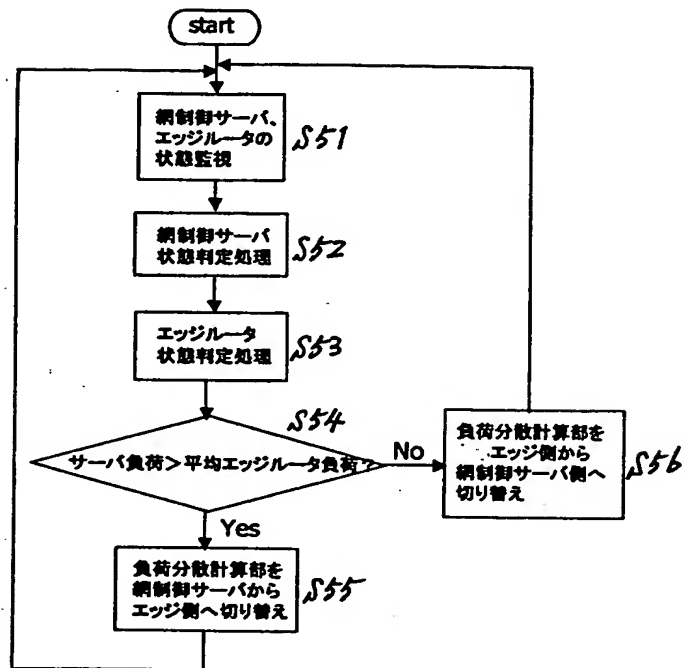 start
網制御サーバ、
エッジルータの
状態監視
S51
網制御サーバ
状態判定処理
S52
エッジルータ
状態判定処理
S53
S54
サーバ負荷>平均エッジルータ負荷?
No
負荷分散計算部を
エッジ側から
網制御サーバ側へ
切り替え
S56
Yes
負荷分散計算部を
網制御サーバから
エッジ側へ切り替え
S55